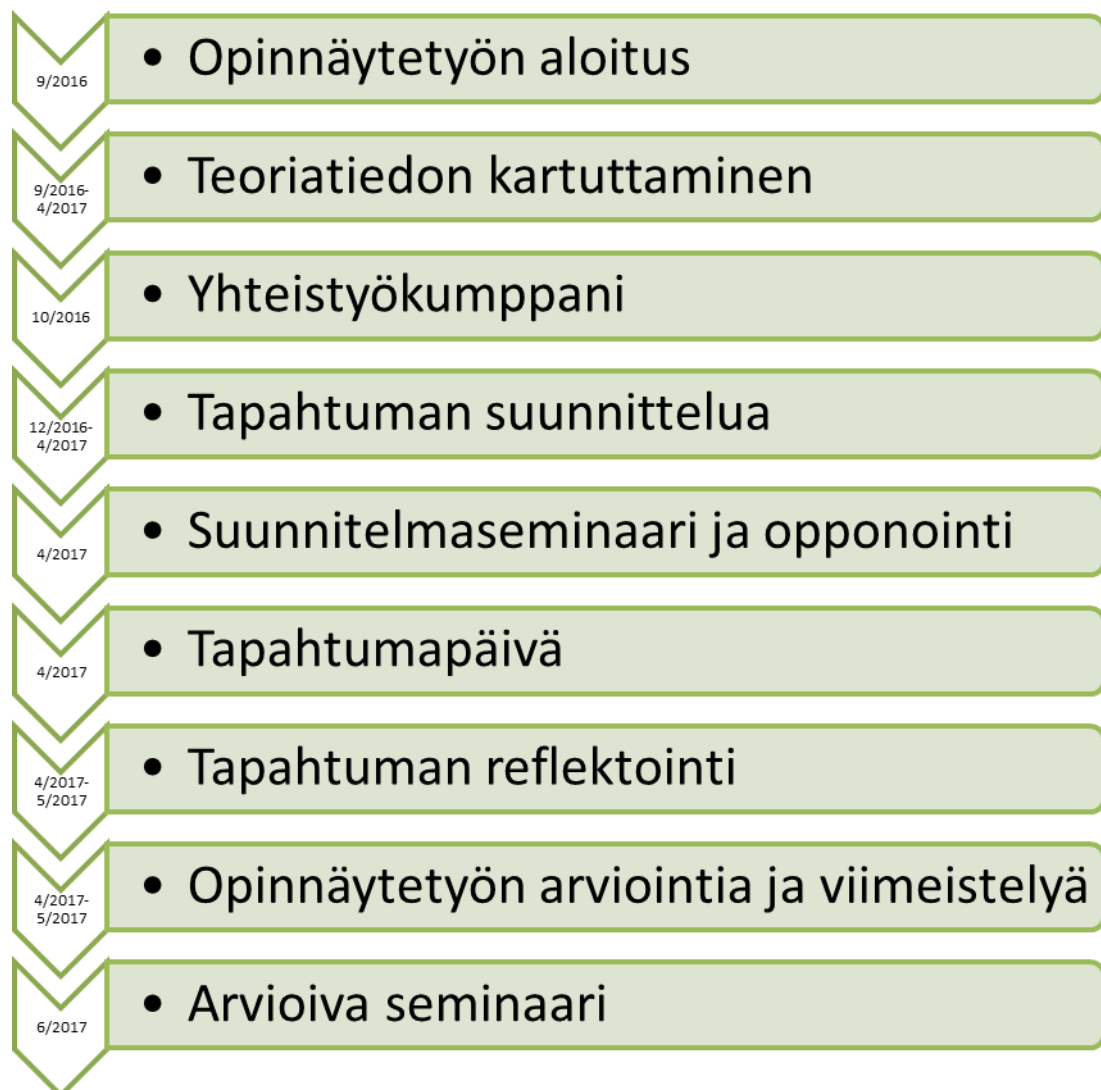 9/2016
• Opinnäytetyön aloitus
9/2016-
4/2017
• Teoriatiedon kartuttaminen
10/2016
• Yhteistyökumppani
12/2016-
4/2017
• Tapahtuman suunnittelua
4/2017
• Suunnitelmaseminaari ja opponointi
4/2017
• Tapahtumapäivä
4/2017-
5/2017
• Tapahtuman reflektointi
4/2017-
5/2017
• Opinnäytetyön arviointia ja viimeistelyä
6/2017
• Arvioiva seminaari